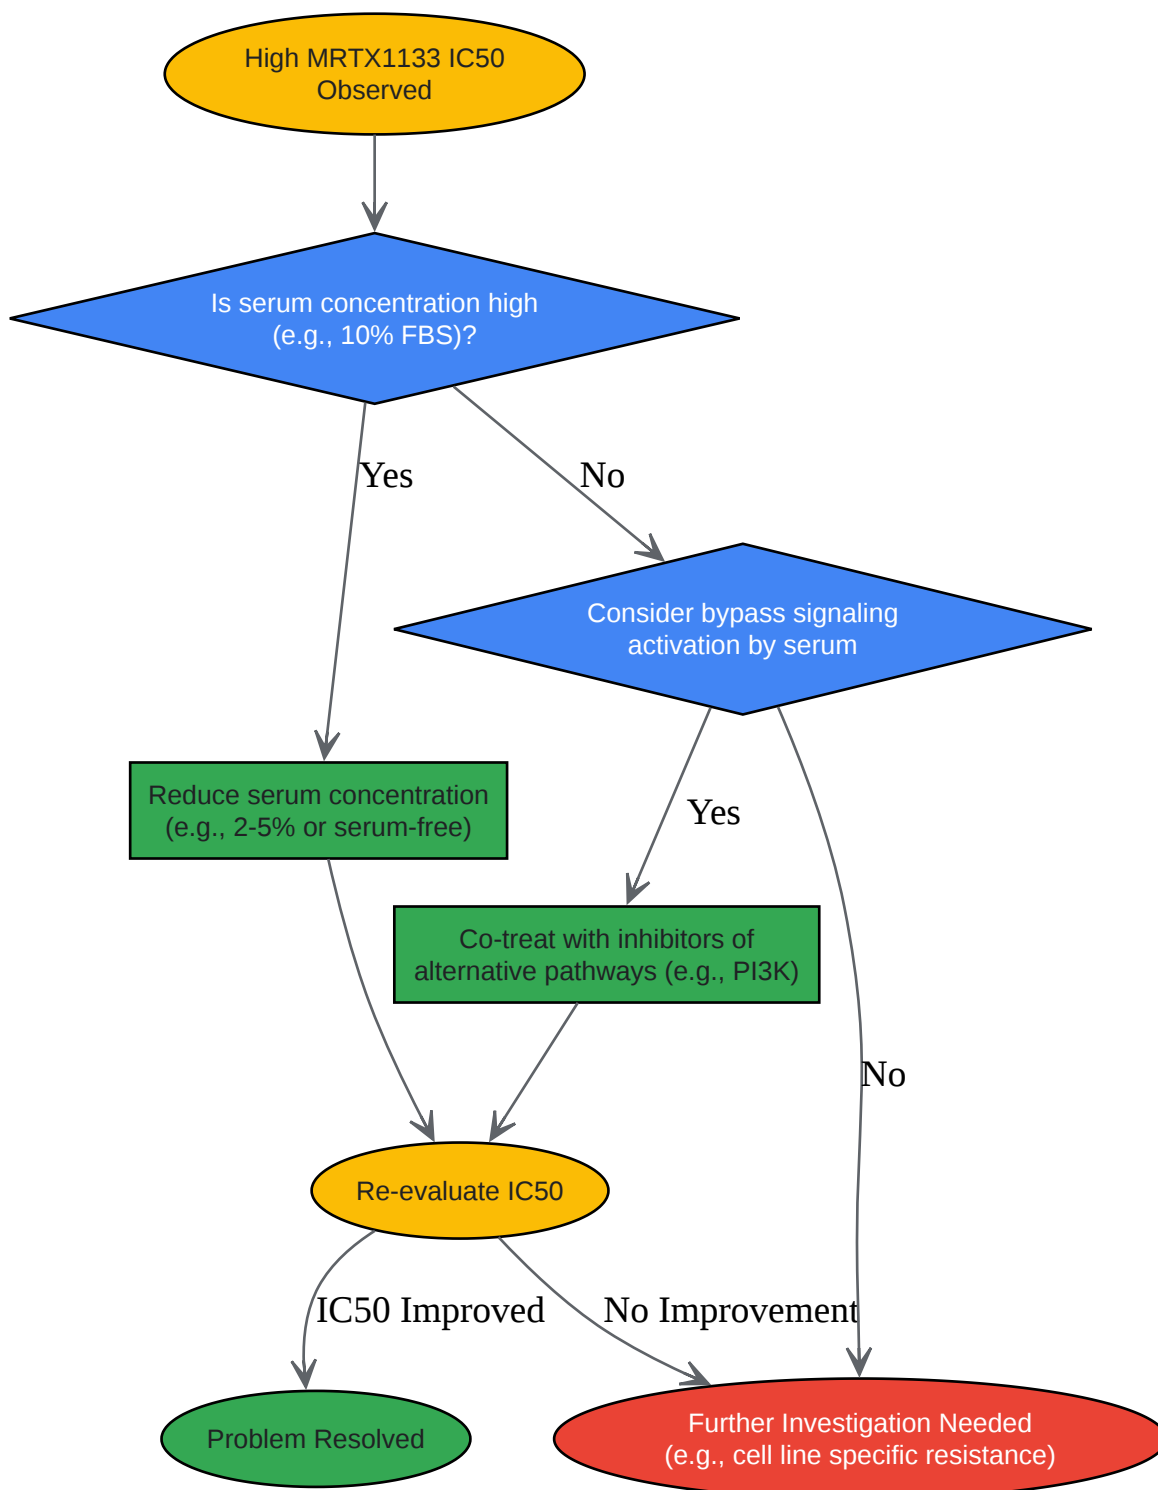 High MRTX1133 IC50
Observed
Is serum concentration high
(e.g., 10% FBS)?
Yes
No
Consider bypass signaling
activation by serum
Reduce serum concentration
(e.g., 2-5% or serum-free)
Yes
Co-treat with inhibitors of
alternative pathways (e.g., PI3K)
No
Re-evaluate IC50
IC50 Improved
No Improvement
Problem Resolved
Further Investigation Needed
(e.g., cell line specific resistance)